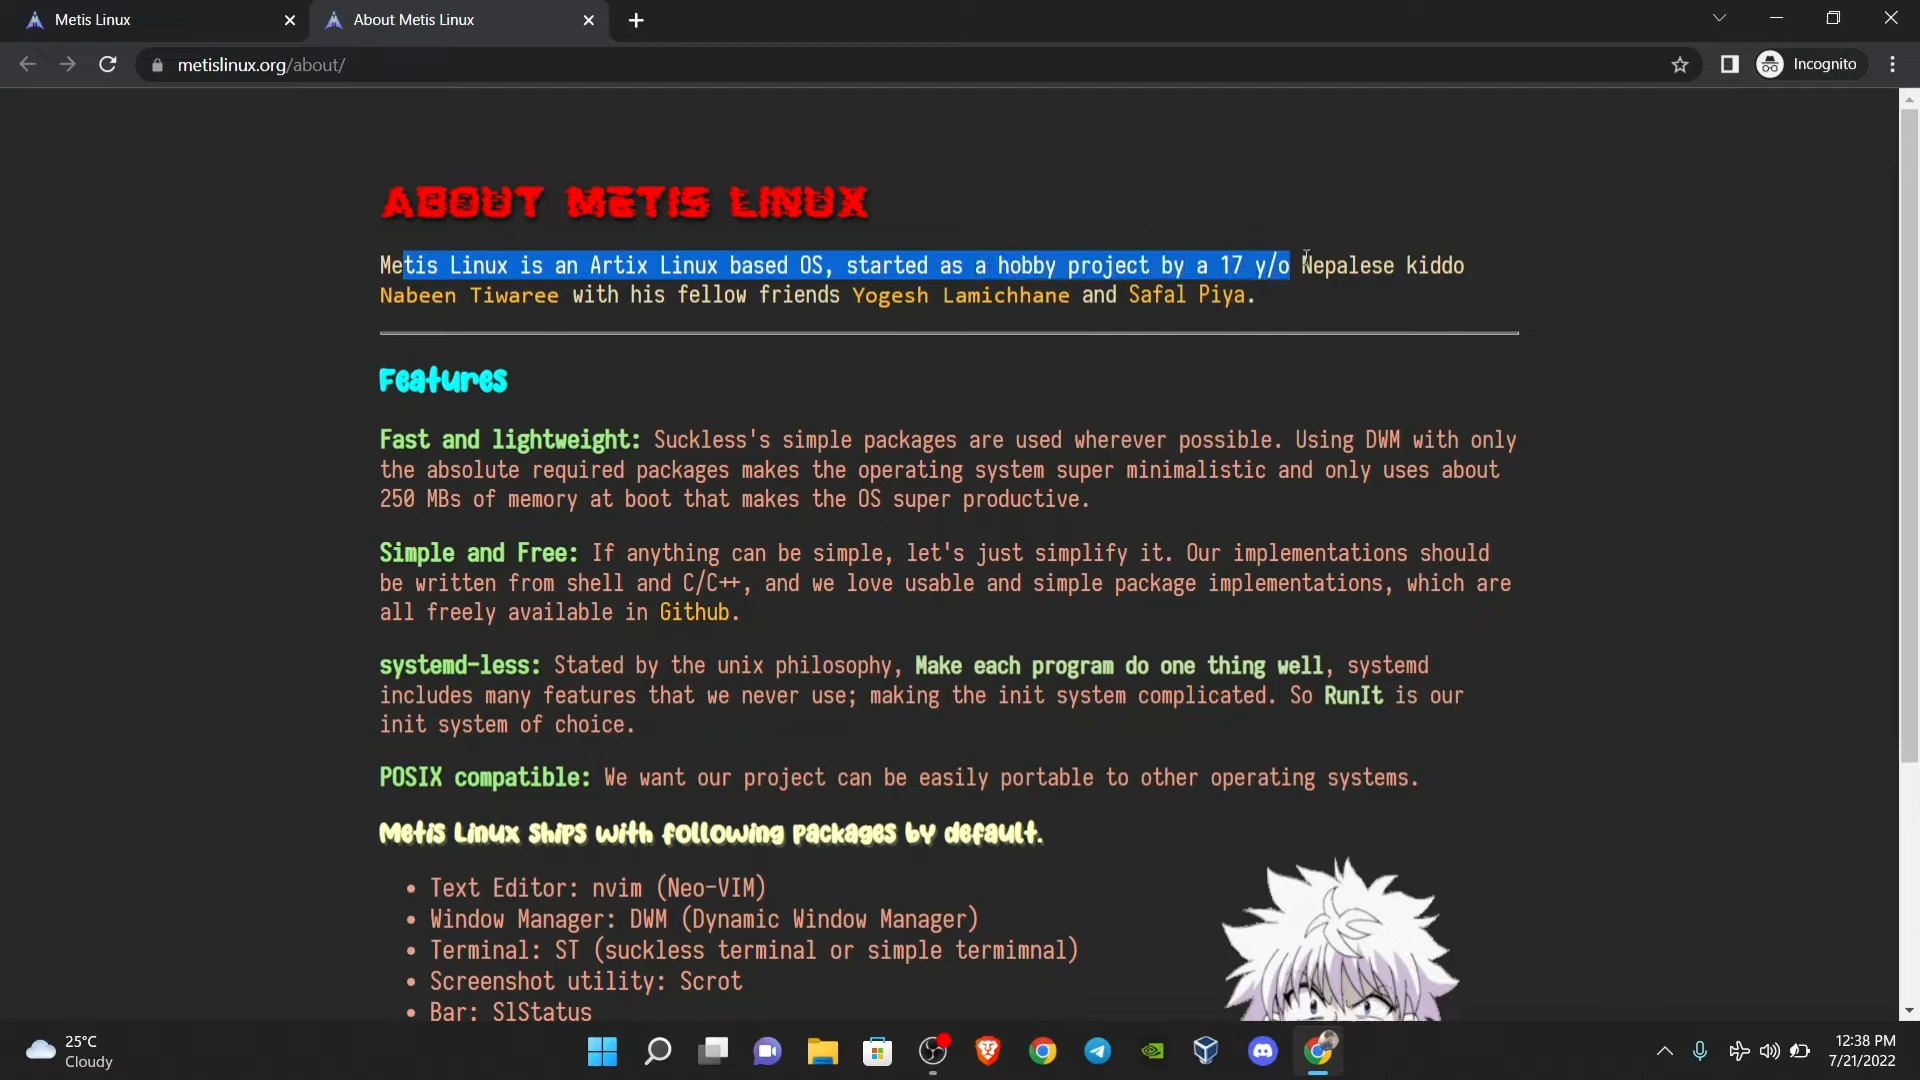 Metis Linux
About Metis Linux
metislinux.org/about/
Incognito
ABOUT METIS LINUX
Metis Linux is an Artix Linux based OS, started as a hobby project by a 17 y/o Nepalese kiddo
Nabeen Tiwaree with his fellow friends Yogesh Lamichhane and Safal Piya.
Features
Fast and lightweight: Suckless's simple packages are used wherever possible. Using DWM with only
the absolute required packages makes the operating system super minimalistic and only uses about
250 MBs of memory at boot that makes the OS super productive.
Simple and Free: If anything can be simple, let's just simplify it. Our implementations should
be written from shell and C/C++, and we love usable and simple package implementations, which are
all freely available in Github.
systemd-less: Stated by the unix philosophy, Make each program do one thing well, systemd
includes many features that we never use; making the init system complicated. So RunIt is our
init system of choice.
POSIX compatible: We want our project can be easily portable to other operating systems.
Metis Linux ships with following packages by default.
• Text Editor: nvim (Neo-VIM)
• Window Manager: DWM (Dynamic Window Manager)
• Terminal: ST (suckless terminal or simple termimnal)
• Screenshot utility: Scrot
• Bar: SlStatus
25°C
Cloudy
12:38 PM
7/21/2022